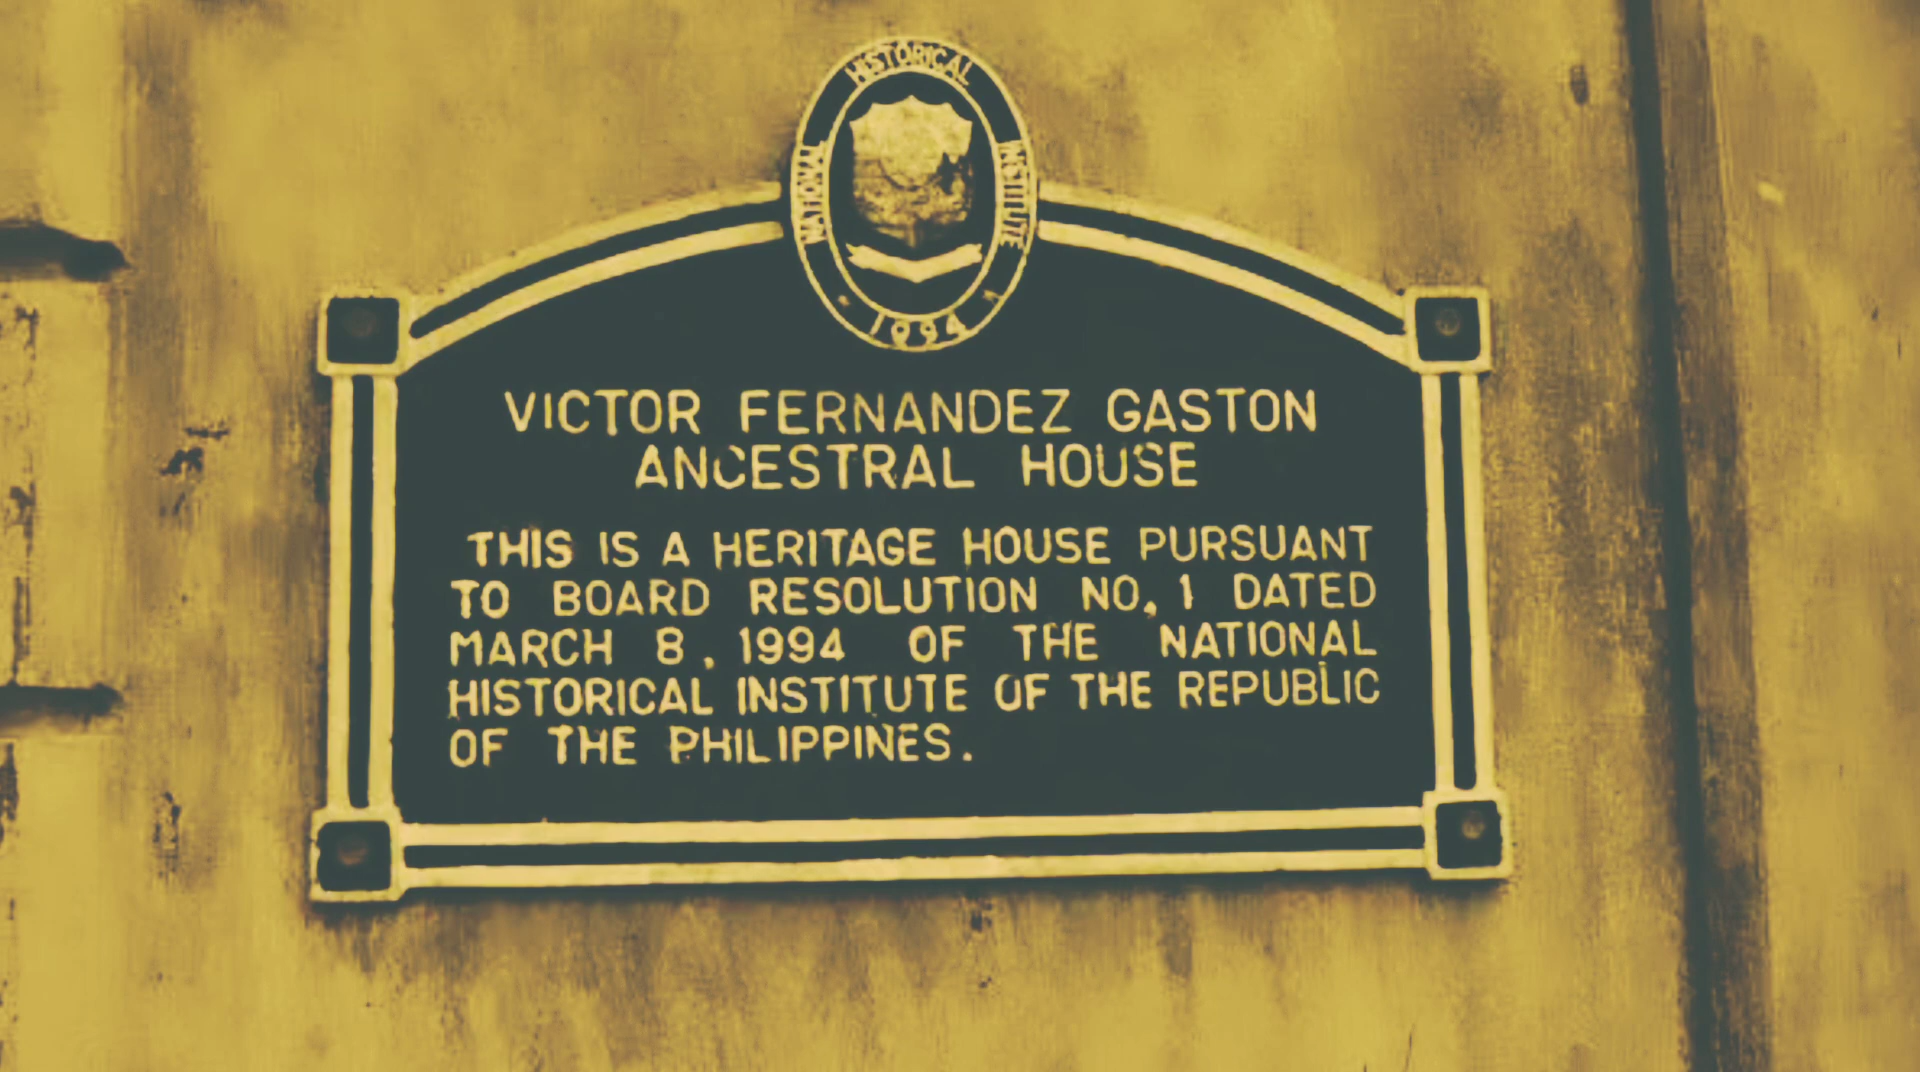 HISTORICAL
NATIONAL INSTITUTE
1994
VICTOR FERNANDEZ GASTON
ANCESTRAL HOUSE
THIS IS A HERITAGE HOUSE PURSUANT
TO BOARD RESOLUTION NO. 1 DATED
MARCH 8, 1994 OF THE NATIONAL
HISTORICAL INSTITUTE OF THE REPUBLIC
OF THE PHILIPPINES.